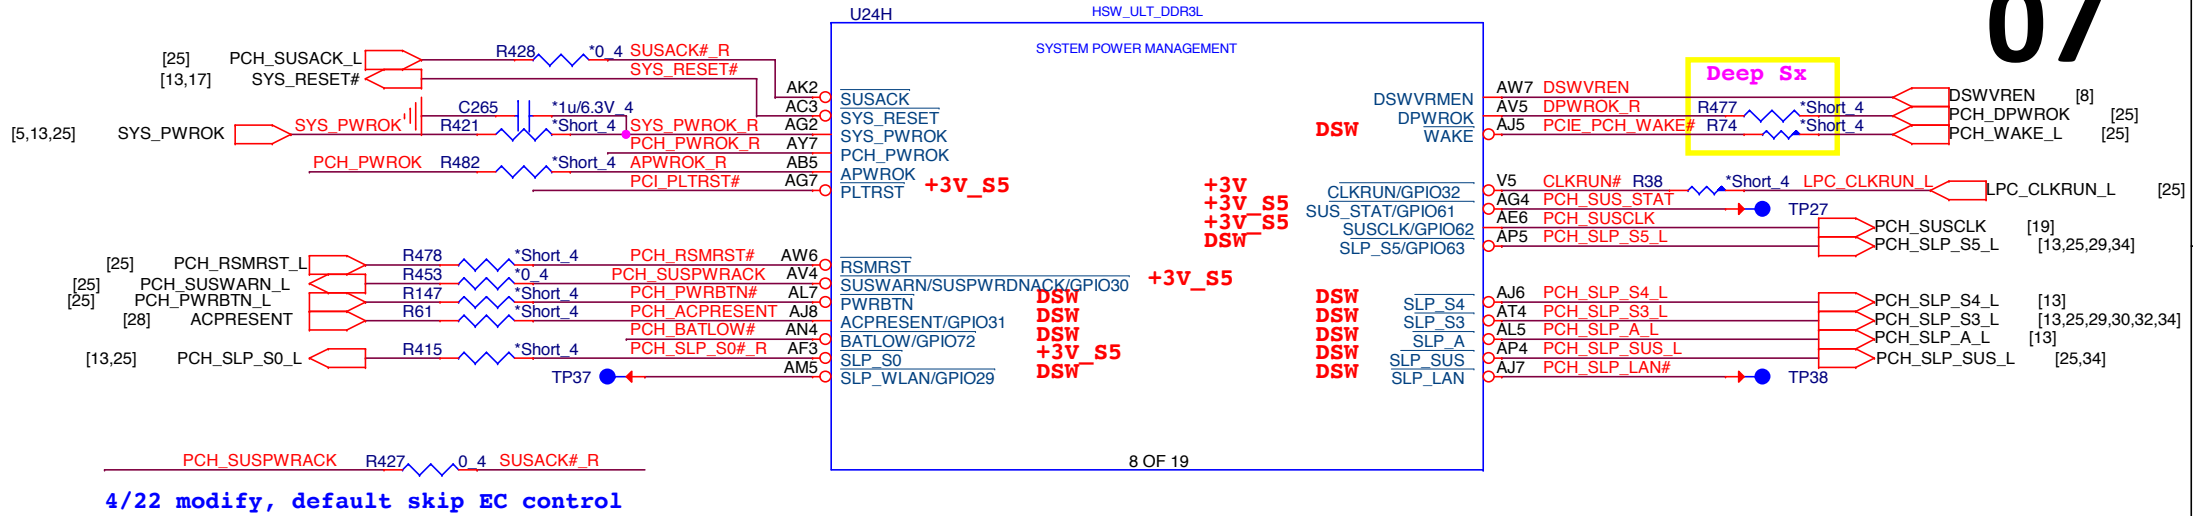 07
U24H
HSW_ULT_DDR3L
SYSTEM POWER MANAGEMENT
[25] PCH_SUSACK_L R428 *0_4 SUSACK#_R
[13,17] SYS_RESET# SYS_RESET#
AK2 SUSACK
AC3 SYS_RESET
C265 *1u/6.3V_4
[5,13,25] SYS_PWROK SYS_PWROK R421 *Short_4 SYS_PWROK_R AG2 SYS_PWROK
PCH_PWROK_R AY7 PCH_PWROK
PCH_PWROK R482 *Short_4 APWROK_R AB5 APWROK
PCI_PLTRST# AG7 PLTRST +3V_S5
[25] PCH_RSMRST_L R478 *Short_4 PCH_RSMRST# AW6 RSMRST
[25] PCH_SUSWARN_L R453 *0_4 PCH_SUSPWRACK AV4 SUSWARN/SUSPWRDNACK/GPIO30 +3V_S5
[25] PCH_PWRBTN_L R147 *Short_4 PCH_PWRBTN# AL7 PWRBTN DSW
[28] ACPRESENT R61 *Short_4 PCH_ACPRESENT AJ8 ACPRESENT/GPIO31 DSW
PCH_BATLOW# AN4 BATLOW/GPIO72 DSW
[13,25] PCH_SLP_S0_L R415 *Short_4 PCH_SLP_S0#_R AF3 SLP_S0 +3V_S5
TP37 AM5 SLP_WLAN/GPIO29 DSW
Deep Sx
DSWVRMEN AW7 DSWVREN DSWVREN [8]
DPWROK AV5 DPWROK_R R477 *Short_4 PCH_DPWROK [25]
DSW WAKE AJ5 PCIE_PCH_WAKE# R74 *Short_4 PCH_WAKE_L [25]
+3V CLKRUN/GPIO32 V5 CLKRUN# R38 *Short_4 LPC_CLKRUN_L LPC_CLKRUN_L [25]
+3V_S5 SUS_STAT/GPIO61 AG4 PCH_SUS_STAT TP27
+3V_S5 SUSCLK/GPIO62 AE6 PCH_SUSCLK PCH_SUSCLK [19]
DSW SLP_S5/GPIO63 AP5 PCH_SLP_S5_L PCH_SLP_S5_L [13,25,29,34]
DSW SLP_S4 AJ6 PCH_SLP_S4_L PCH_SLP_S4_L [13]
DSW SLP_S3 AT4 PCH_SLP_S3_L PCH_SLP_S3_L [13,25,29,30,32,34]
DSW SLP_A AL5 PCH_SLP_A_L PCH_SLP_A_L [13]
DSW SLP_SUS AP4 PCH_SLP_SUS_L PCH_SLP_SUS_L [25,34]
DSW SLP_LAN AJ7 PCH_SLP_LAN# TP38
8 OF 19
PCH_SUSPWRACK R427 0_4 SUSACK#_R
4/22 modify, default skip EC control